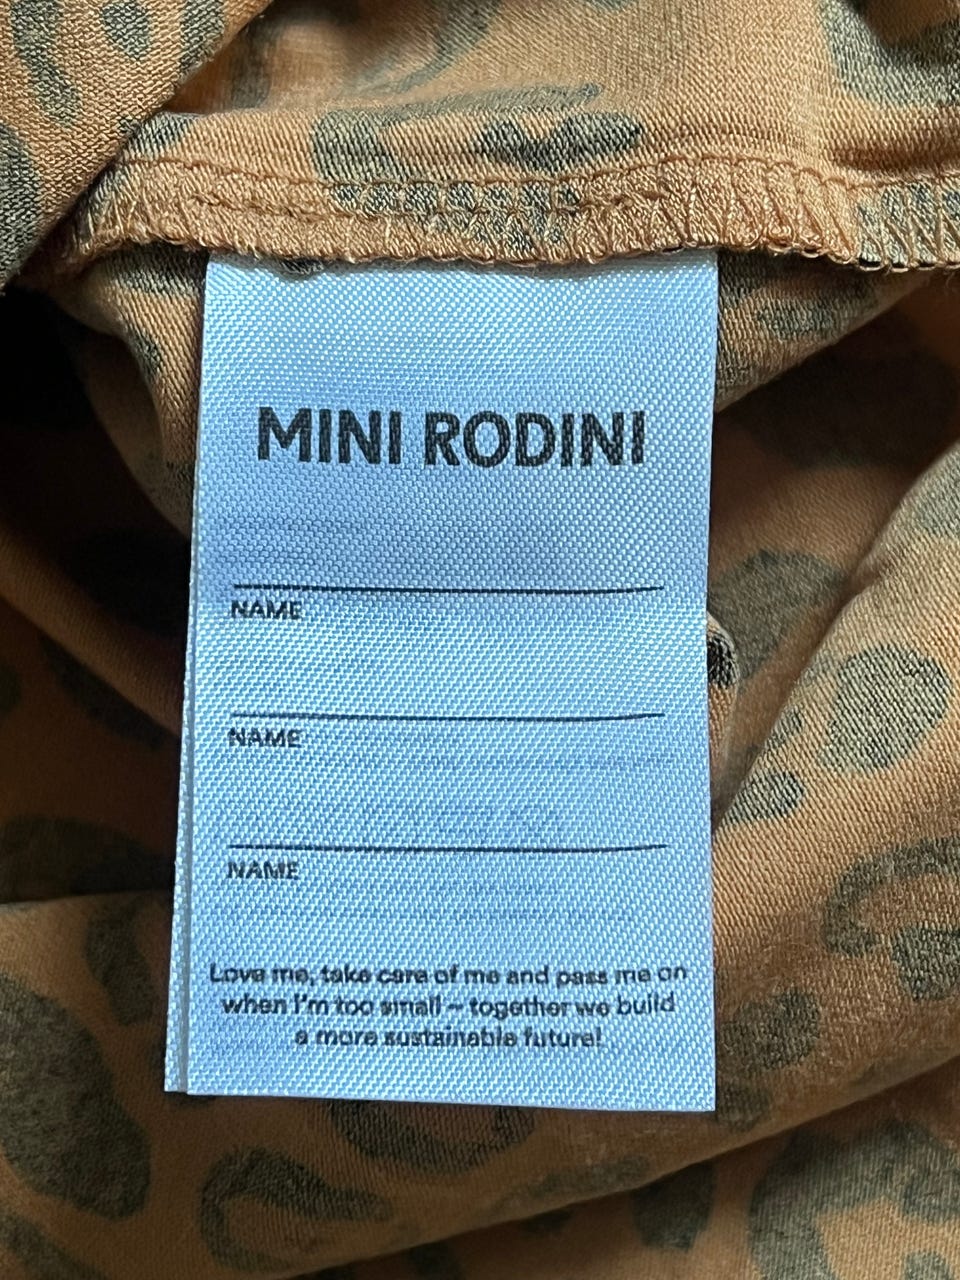 MINI RODINI
NAME
NAME
NAME
Love me, take care of me and pass me on
when I'm too small – together we build
a more sustainable future!